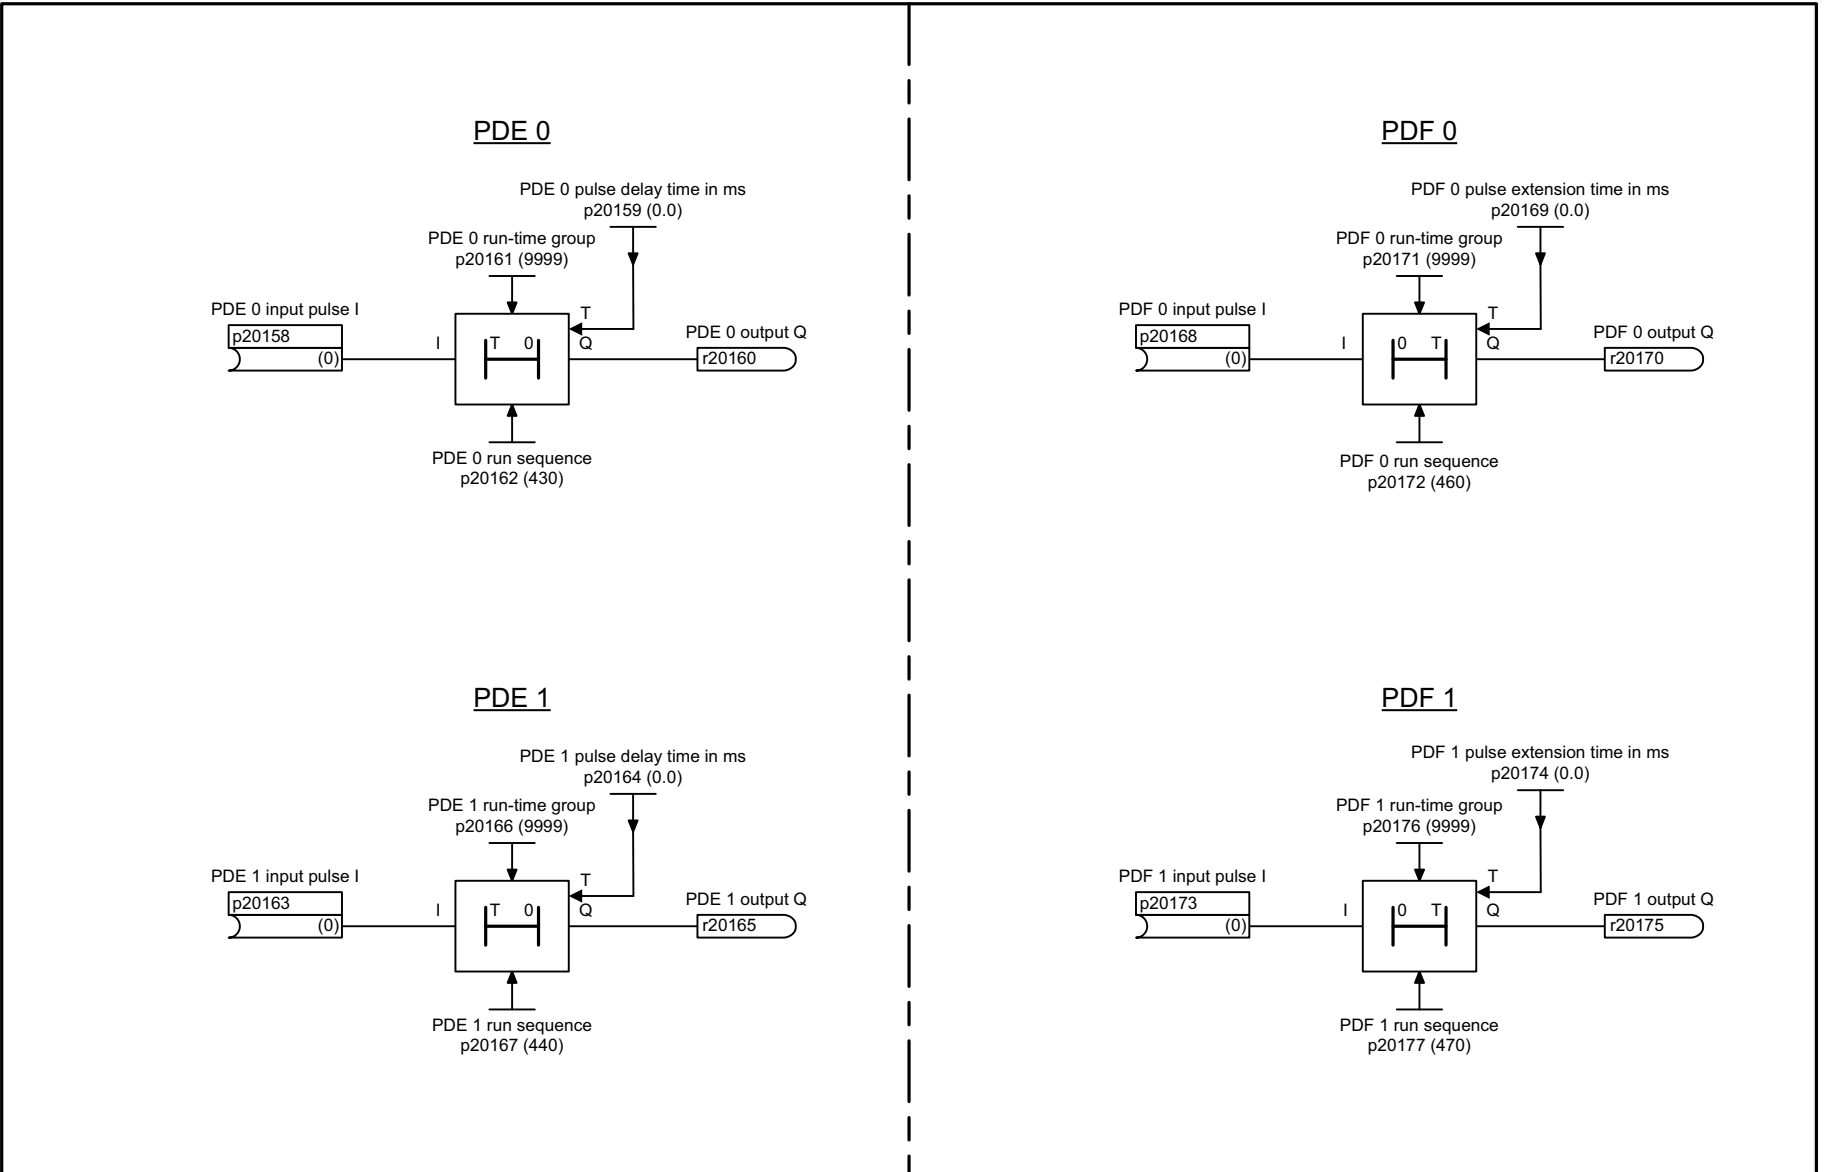 PDE 0
PDE 0 pulse delay time in ms
p20159 (0.0)
PDE 0 run-time group
p20161 (9999)
PDE 0 input pulse I
p20158
(0)
I
T 0
T
Q
PDE 0 output Q
r20160
PDE 0 run sequence
p20162 (430)
PDF 0
PDF 0 pulse extension time in ms
p20169 (0.0)
PDF 0 run-time group
p20171 (9999)
PDF 0 input pulse I
p20168
(0)
I
0 T
T
Q
PDF 0 output Q
r20170
PDF 0 run sequence
p20172 (460)
PDE 1
PDE 1 pulse delay time in ms
p20164 (0.0)
PDE 1 run-time group
p20166 (9999)
PDE 1 input pulse I
p20163
(0)
I
T 0
T
Q
PDE 1 output Q
r20165
PDE 1 run sequence
p20167 (440)
PDF 1
PDF 1 pulse extension time in ms
p20174 (0.0)
PDF 1 run-time group
p20176 (9999)
PDF 1 input pulse I
p20173
(0)
I
0 T
T
Q
PDF 1 output Q
r20175
PDF 1 run sequence
p20177 (470)